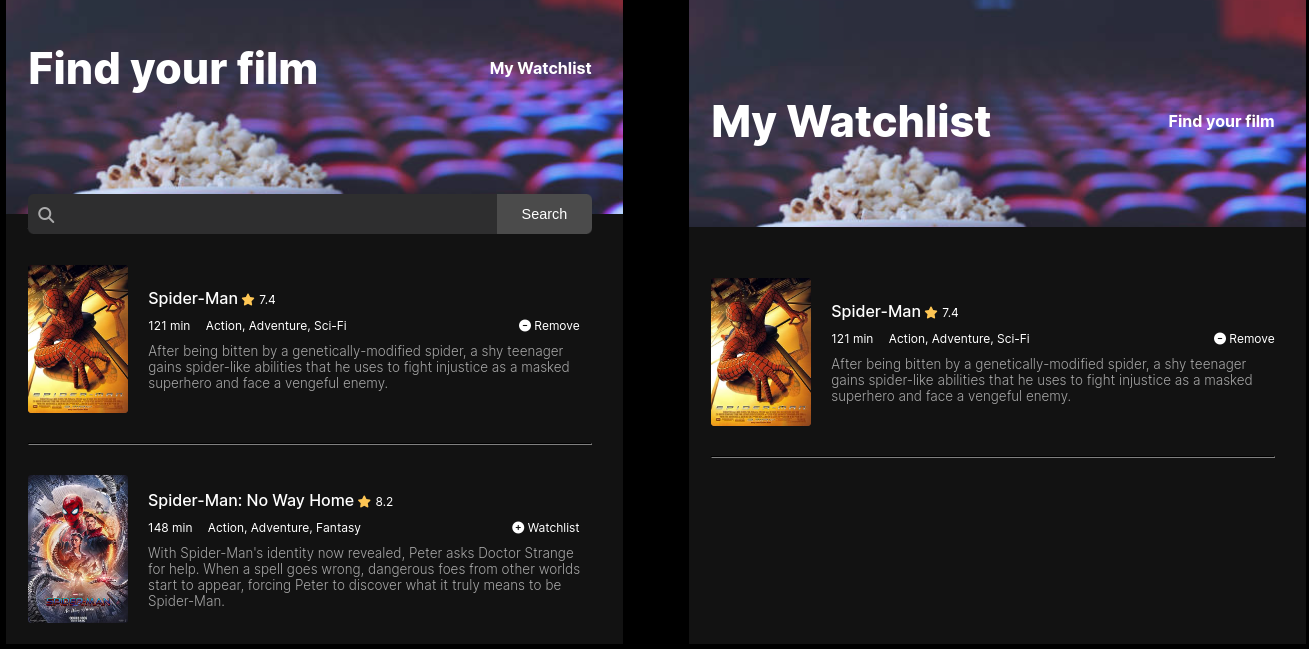 Find your film
My Watchlist
Search
Spider-Man 7.4
121 min Action, Adventure, Sci-Fi Remove
After being bitten by a genetically-modified spider, a shy teenager
gains spider-like abilities that he uses to fight injustice as a masked
superhero and face a vengeful enemy.
Spider-Man: No Way Home 8.2
148 min Action, Adventure, Fantasy Watchlist
With Spider-Man's identity now revealed, Peter asks Doctor Strange
for help. When a spell goes wrong, dangerous foes from other worlds
start to appear, forcing Peter to discover what it truly means to be
Spider-Man.
SPIDER-MAN
My Watchlist
Find your film
Spider-Man 7.4
121 min Action, Adventure, Sci-Fi Remove
After being bitten by a genetically-modified spider, a shy teenager
gains spider-like abilities that he uses to fight injustice as a masked
superhero and face a vengeful enemy.